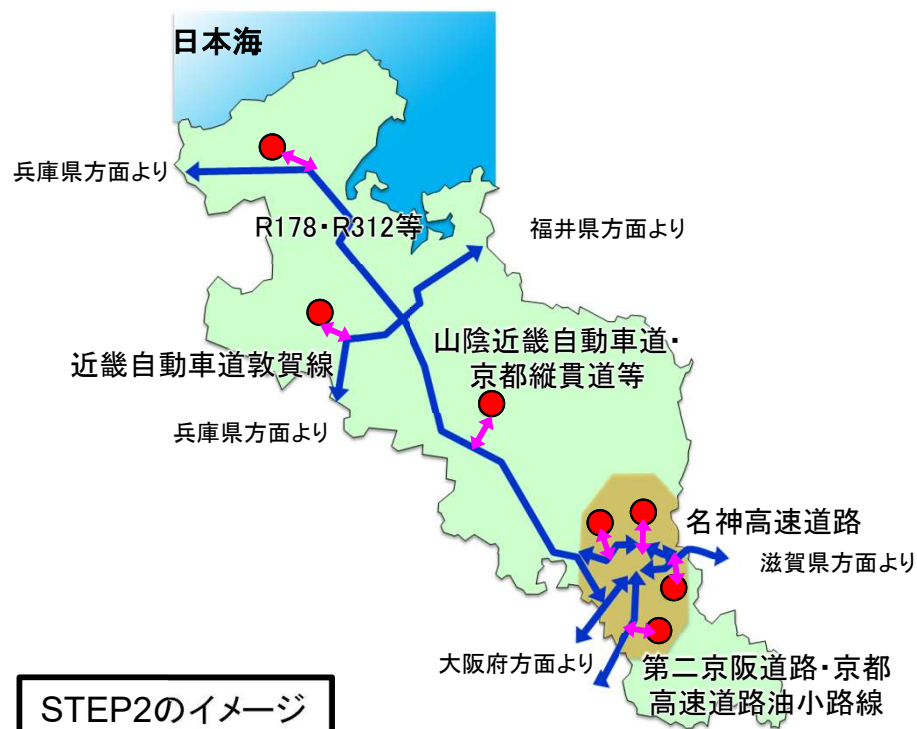 日本海
兵庫県方面より
R178・R312等
福井県方面より
近畿自動車道敦賀線
山陰近畿自動車道・
京都縦貫道等
兵庫県方面より
名神高速道路
滋賀県方面より
大阪府方面より
第二京阪道路・京都
高速道路油小路線
STEP2のイメージ